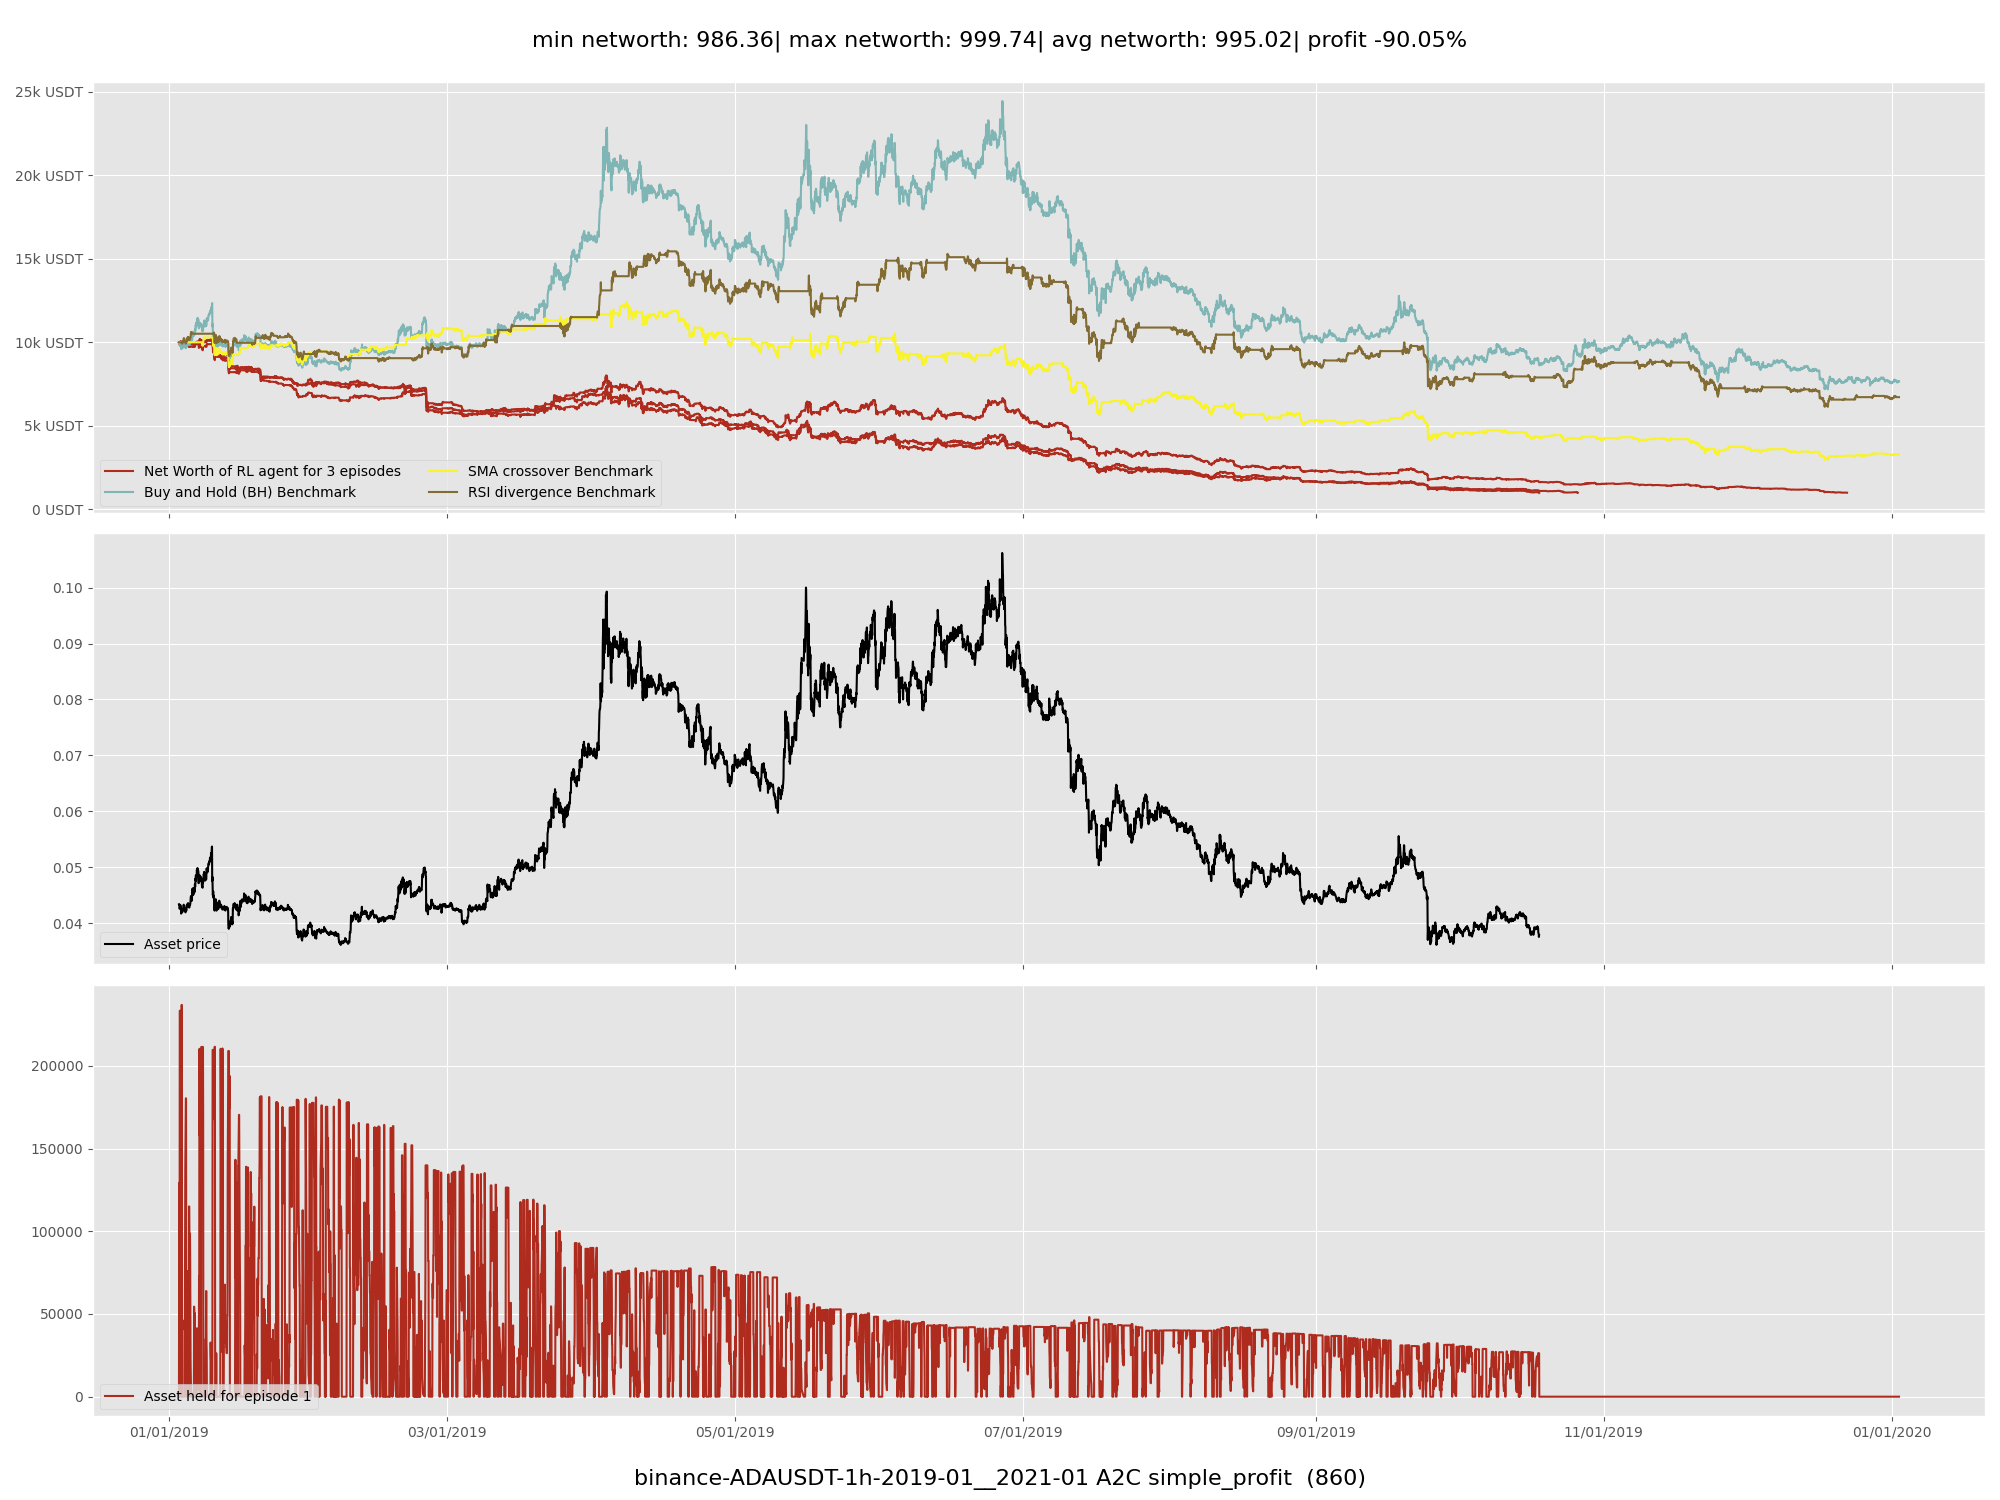 min networth: 986.36| max networth: 999.74| avg networth: 995.02| profit -90.05%
25k USDT
20k USDT
15k USDT
10k USDT
5k USDT
0 USDT
Net Worth of RL agent for 3 episodes
Buy and Hold (BH) Benchmark
SMA crossover Benchmark
RSI divergence Benchmark
0.10
0.09
0.08
0.07
0.06
0.05
0.04
Asset price
200000
150000
100000
50000
0
Asset held for episode 1
01/01/2019 03/01/2019 05/01/2019 07/01/2019 09/01/2019 11/01/2019 01/01/2020
binance-ADAUSDT-1h-2019-01__2021-01 A2C simple_profit  (860)